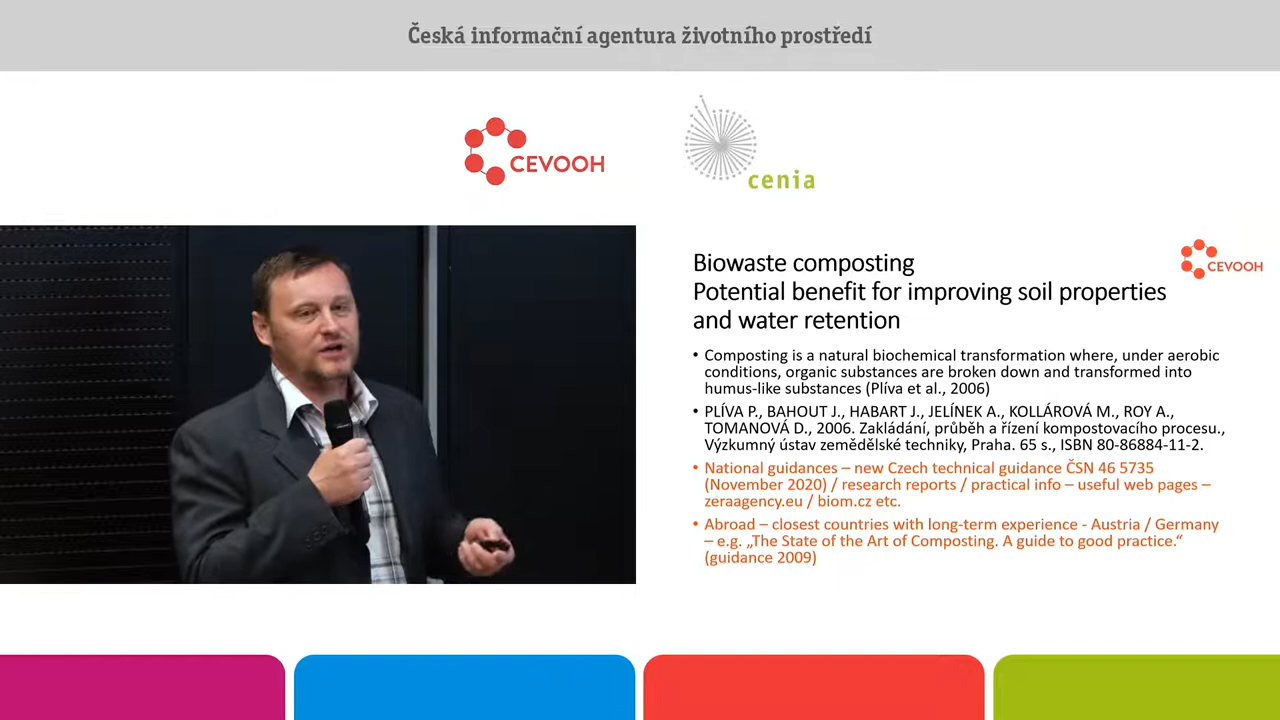 Česká informační agentura životního prostředí
CEVOOH
cenia
CEVOOH
Biowaste composting
Potential benefit for improving soil properties
and water retention
• Composting is a natural biochemical transformation where, under aerobic
conditions, organic substances are broken down and transformed into
humus-like substances (Plíva et al., 2006)
• PLÍVA P., BAHOUT J., HABART J., JELÍNEK A., KOLLÁROVÁ M., ROY A.,
TOMANOVÁ D., 2006. Zakládání, průběh a řízení kompostovacího procesu.,
Výzkumný ústav zemědělské techniky, Praha. 65 s., ISBN 80-86884-11-2.
• National guidances – new Czech technical guidance ČSN 46 5735
(November 2020) / research reports / practical info – useful web pages –
zeraagency.eu / biom.cz etc.
• Abroad – closest countries with long-term experience - Austria / Germany
– e.g. „The State of the Art of Composting. A guide to good practice.“
(guidance 2009)